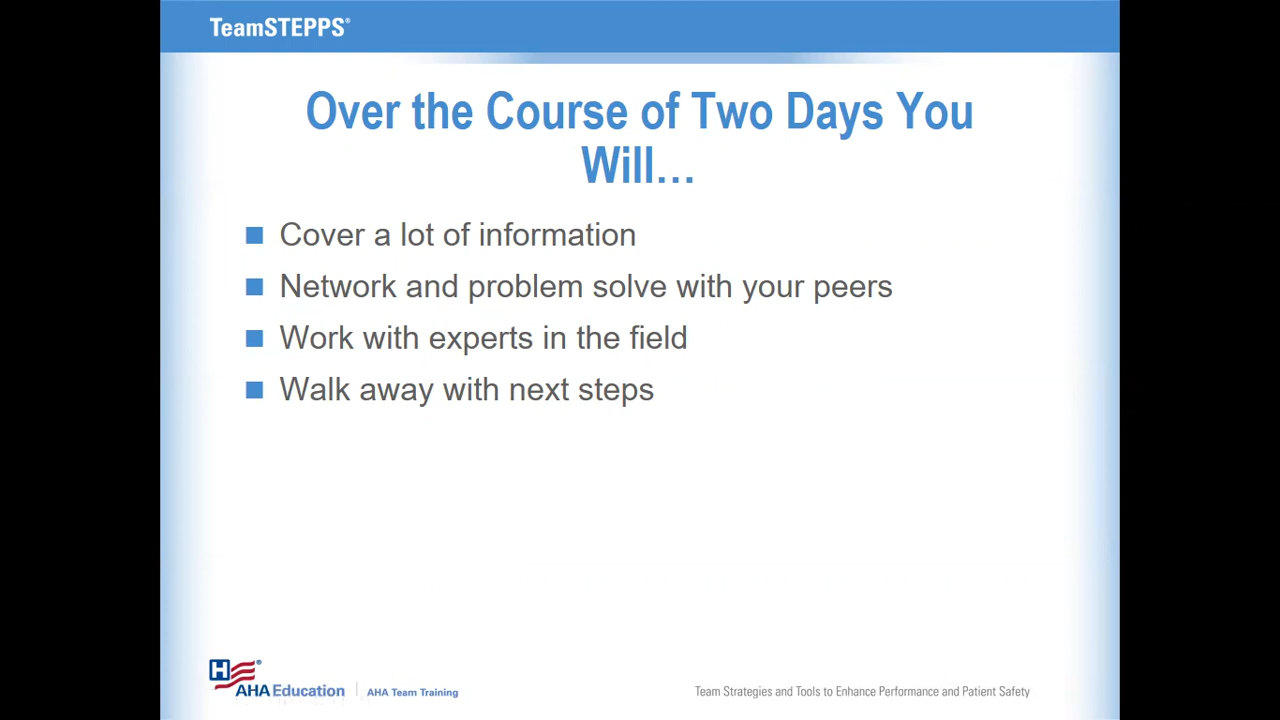 TeamSTEPPS®
Over the Course of Two Days You
Will…
Cover a lot of information
Network and problem solve with your peers
Work with experts in the field
Walk away with next steps
H®
AHA Education | AHA Team Training
Team Strategies and Tools to Enhance Performance and Patient Safety